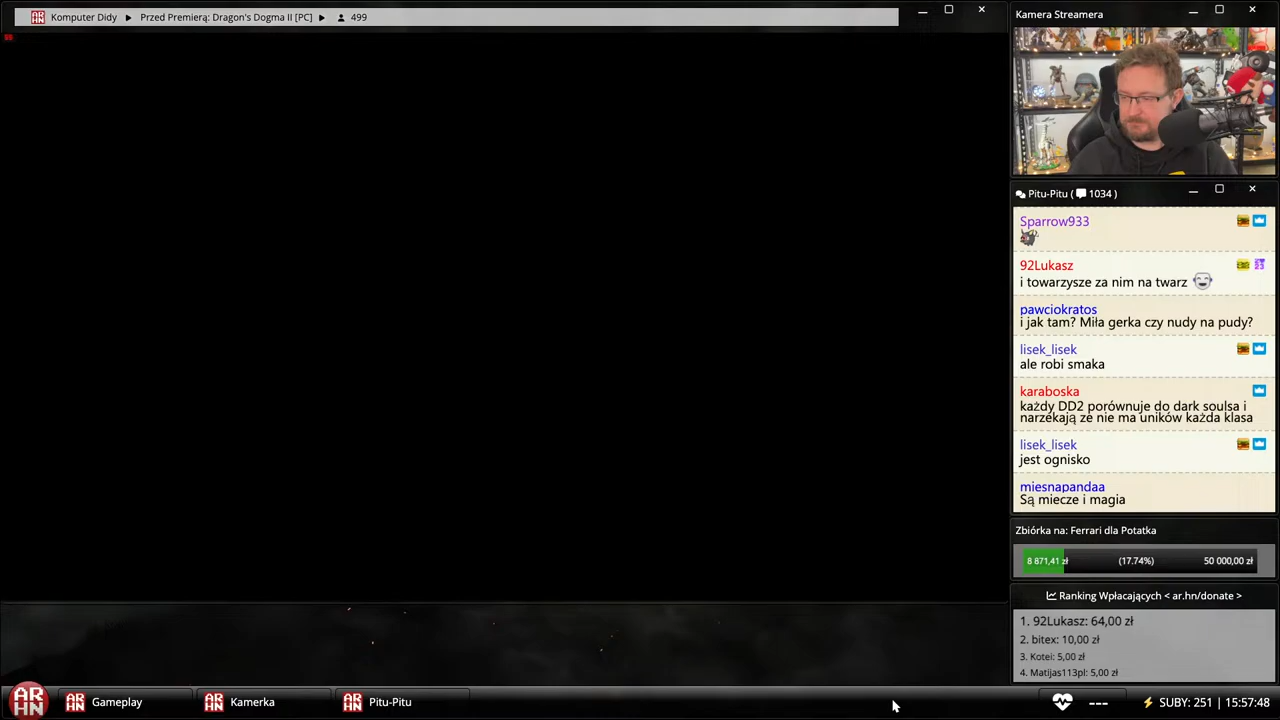 Komputer Didy ▶ Przed Premierą: Dragon's Dogma II [PC] ▶ 499
Kamera Streamera
Pitu-Pitu ( 1034 )
Sparrow933
92Lukasz
i towarzysze za nim na twarz
pawciokratos
i jak tam? Miła gerka czy nudy na pudy?
lisek_lisek
ale robi smaka
karaboska
każdy DD2 porównuje do dark soulsa i
narzekają ze nie ma uników każda klasa
lisek_lisek
jest ognisko
miesnapandaa
Są miecze i magia
Zbiórka na: Ferrari dla Potatka
8 871,41 zł (17.74%) 50 000,00 zł
Ranking Wpłacających < ar.hn/donate >
1. 92Lukasz: 64,00 zł
2. bitex: 10,00 zł
3. Kotei: 5,00 zł
4. Matijas113pl: 5,00 zł
ARHN
ARHN Gameplay
ARHN Kamerka
ARHN Pitu-Pitu
--- SUBY: 251 | 15:57:48